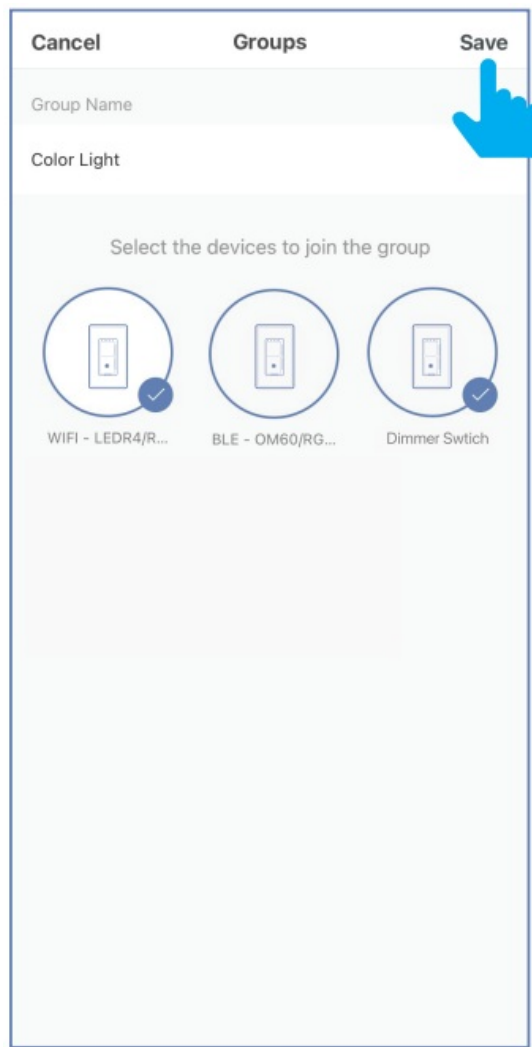 Cancel Groups Save
Group Name
Color Light
Select the devices to join the group
WIFI - LEDR4/R... BLE - OM60/RG... Dimmer Swtich